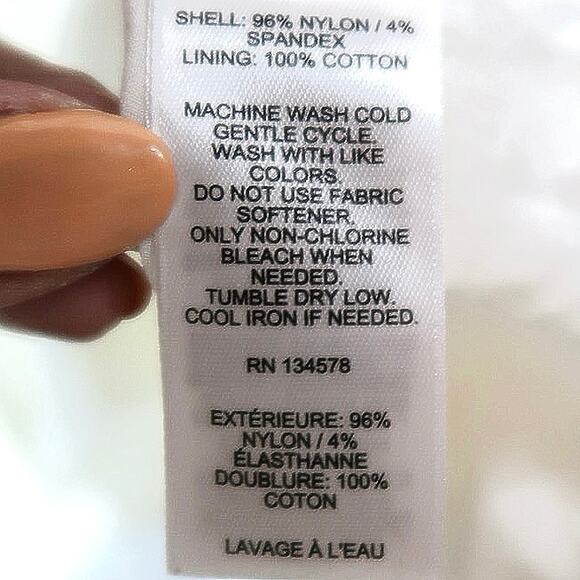 SHELL: 96% NYLON / 4%
SPANDEX
LINING: 100% COTTON
MACHINE WASH COLD
GENTLE CYCLE.
WASH WITH LIKE
COLORS.
DO NOT USE FABRIC
SOFTENER.
ONLY NON-CHLORINE
BLEACH WHEN
NEEDED.
TUMBLE DRY LOW.
COOL IRON IF NEEDED.
RN 134578
EXTÉRIEURE: 96%
NYLON / 4%
ÉLASTHANNE
DOUBLURE: 100%
COTON
LAVAGE À L'EAU